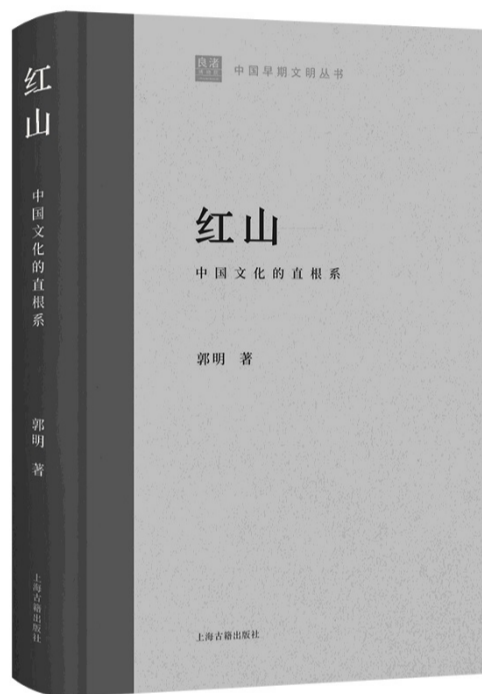 红山
中国文化的直根系
郭明 著
上海古籍出版社
良渚
中国早期文明丛书
红山
中国文化的直根系
郭明 著
上海古籍出版社